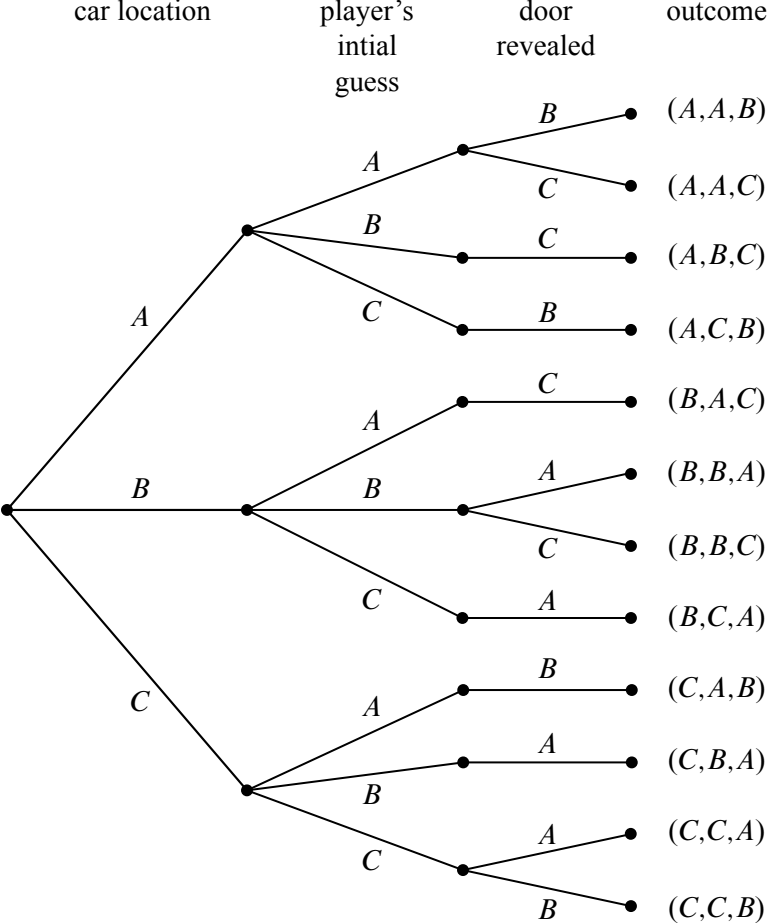 car location
player’s
intial
guess
door
revealed
outcome
B
(A,A,B)
A
C
(A,A,C)
B
C
(A,B,C)
A
C
B
(A,C,B)
C
(B,A,C)
A
B
B
A
(B,B,A)
C
(B,B,C)
C
A
(B,C,A)
B
(C,A,B)
C
A
A
(C,B,A)
B
A
(C,C,A)
C
B
(C,C,B)